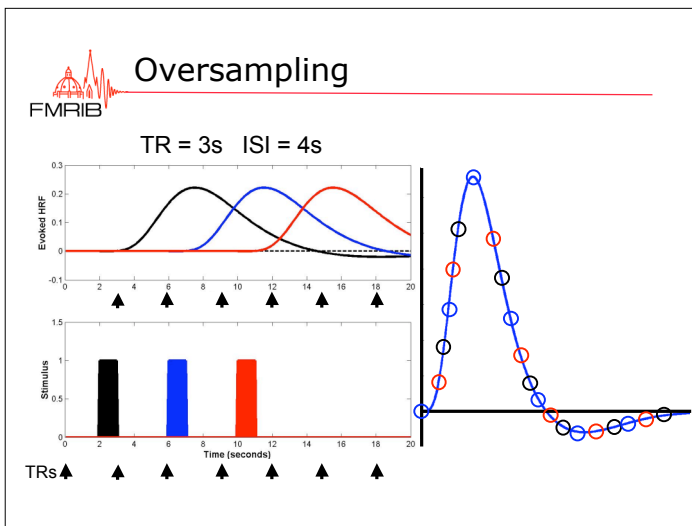 Oversampling
FMRIB
TR = 3s ISI = 4s
0.3
0.2
0.1
0
-0.1
Evoked HRF
0 2 4 6 8 10 12 14 16 18 20
1.5
1
0.5
0
Stimulus
0 2 4 6 8 10 12 14 16 18 20
Time (seconds)
TRs